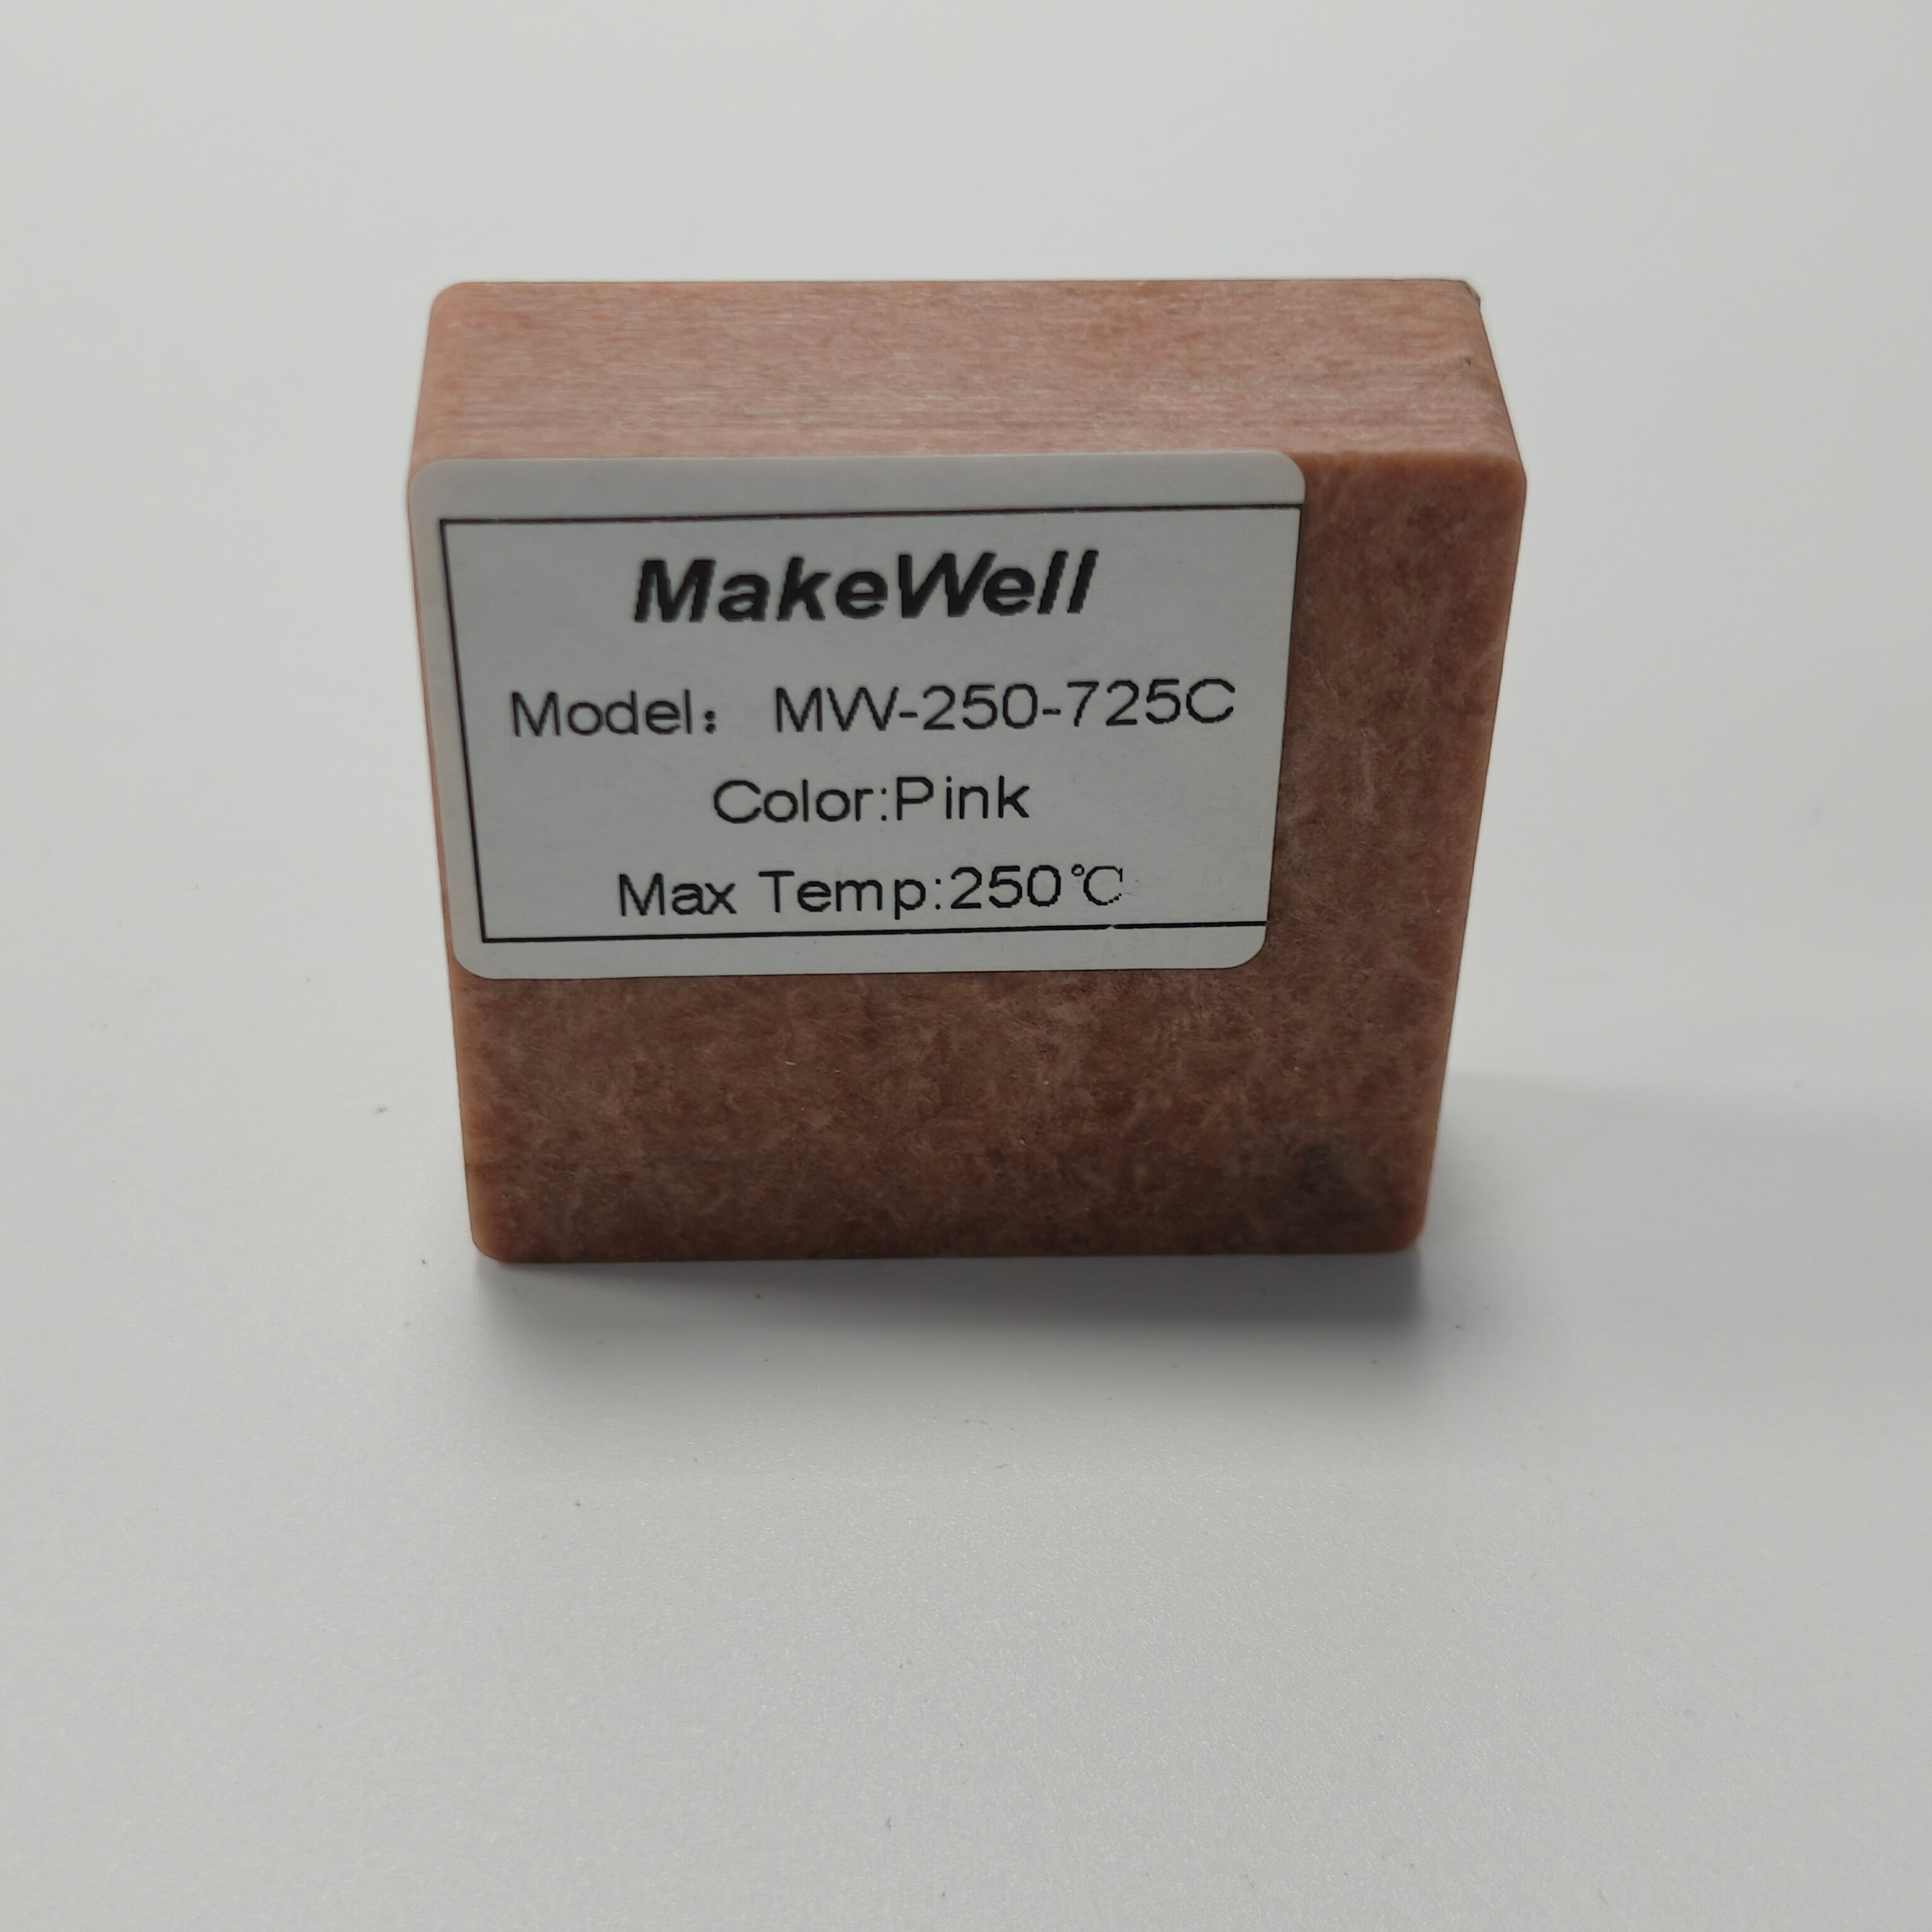 MakeWell
Model： MW-250-725C
Color:Pink
Max Temp:250℃